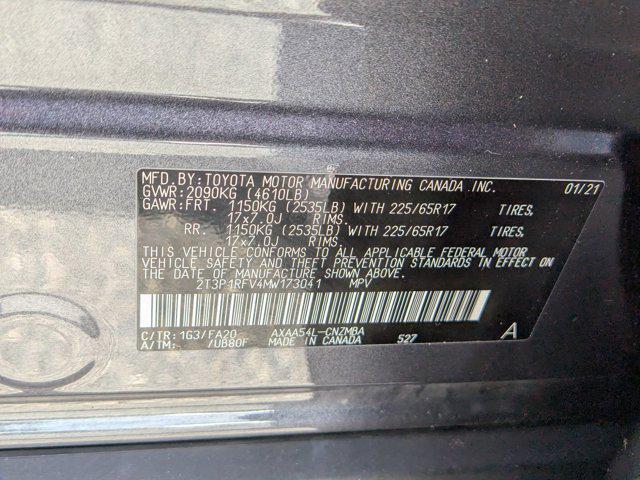 MFD.BY:TOYOTA MOTOR MANUFACTURING CANADA INC.
GVWR:2090KG (4610LB) 01/21
GAWR:FRT. 1150KG (2535LB) WITH 225/65R17 TIRES,
17x7.0J RIMS.
RR. 1150KG (2535LB) WITH 225/65R17 TIRES,
17x7.0J RIMS.
THIS VEHICLE CONFORMS TO ALL APPLICABLE FEDERAL MOTOR
VEHICLE SAFETY AND THEFT PREVENTION STANDARDS IN
EFFECT ON THE DATE OF MANUFACTURE SHOWN ABOVE.
2T3P1RFV4MW173041 MPV
C/TR:1G3/FA20 AXAA54L-CNZMBA A
A/TM: /UB80F MADE IN CANADA 527